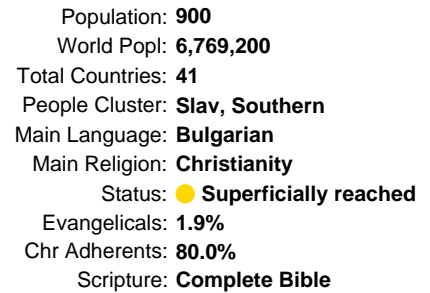 Population: 900
World Popl: 6,769,200
Total Countries: 41
People Cluster: Slav, Southern
Main Language: Bulgarian
Main Religion: Christianity
Status: Superficially reached
Evangelicals: 1.9%
Chr Adherents: 80.0%
Scripture: Complete Bible